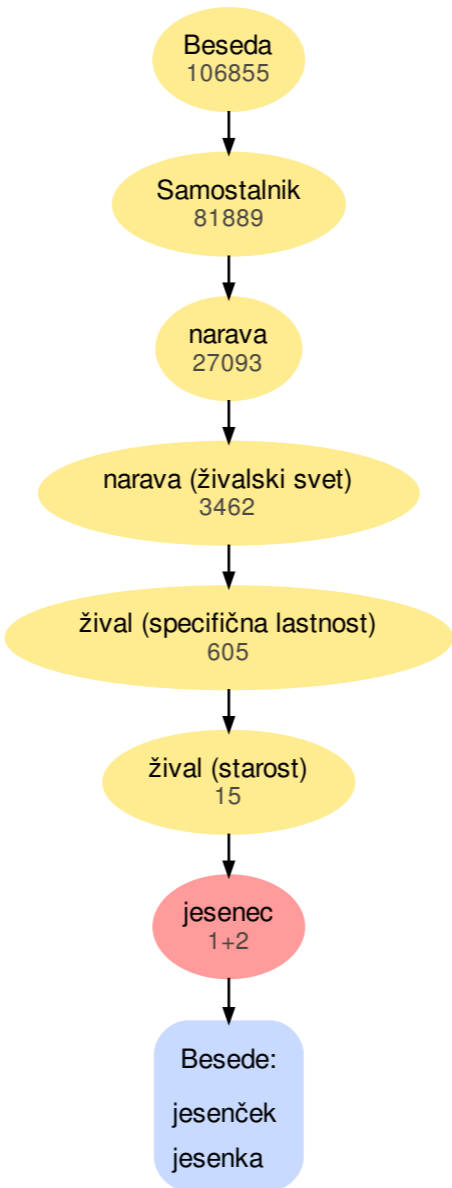 Beseda
106855
Samostalnik
81889
narava
27093
narava (živalski svet)
3462
žival (specifična lastnost)
605
žival (starost)
15
jesenec
1+2
Besede:
jesenček
jesenka